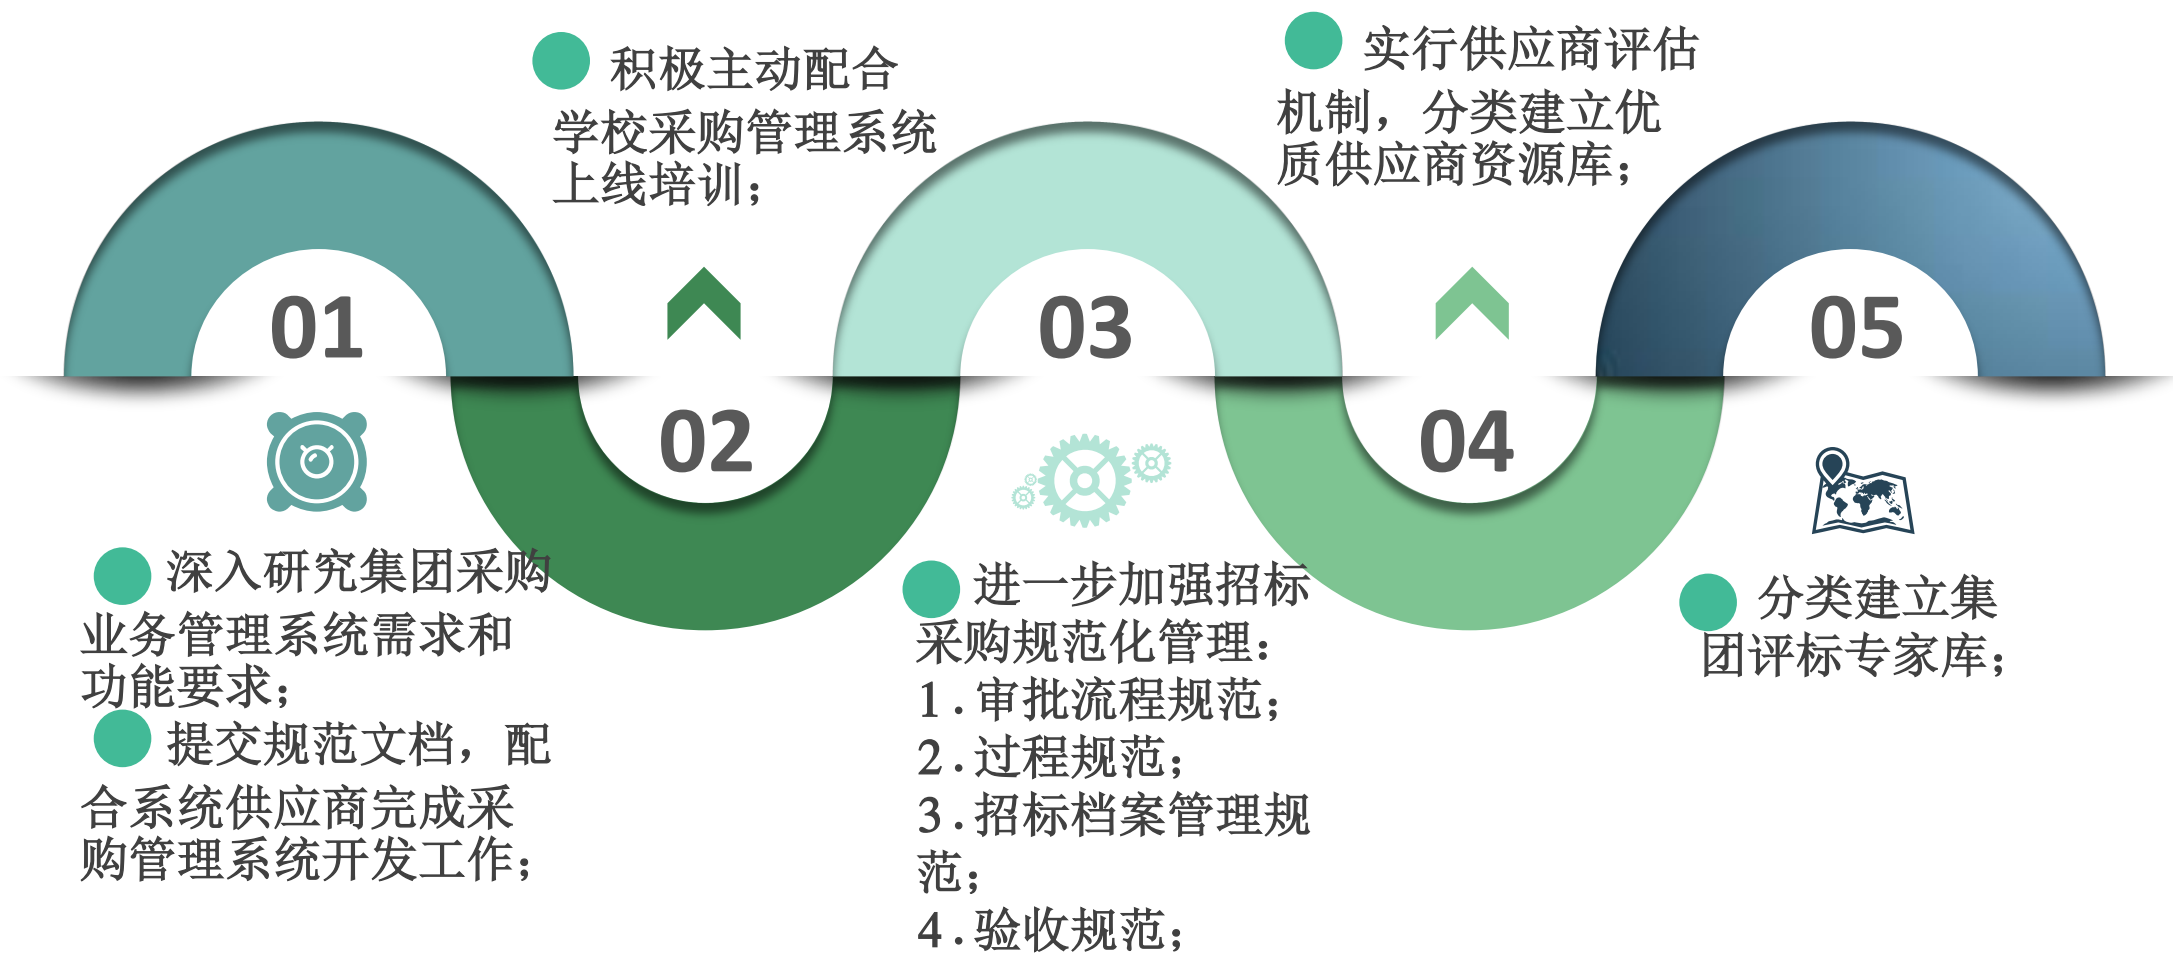 01
深入研究集团采购
业务管理系统需求和
功能要求；
提交规范文档，配
合系统供应商完成采
购管理系统开发工作；
02
积极主动配合
学校采购管理系统
上线培训；
03
进一步加强招标
采购规范化管理：
1.审批流程规范；
2.过程规范；
3.招标档案管理规
范；
4.验收规范；
04
实行供应商评估
机制，分类建立优
质供应商资源库；
05
分类建立集
团评标专家库；